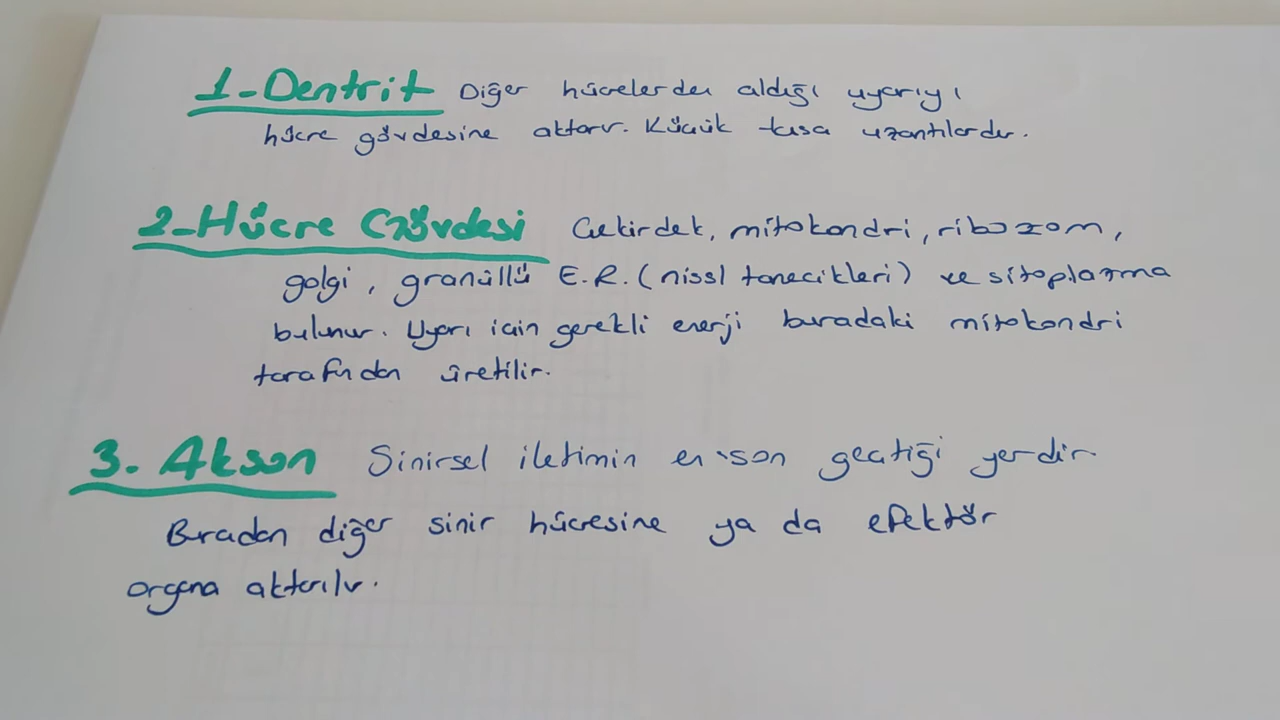 1-Dentrit Diğer hücrelerden aldığı uyarıyı
hücre gövdesine aktarır. Küçük kısa uzantılardır.
2-Hücre Gövdesi Çekirdek, mitokondri, ribozom,
golgi, granüllü E.R. (nissl tanecikleri) ve sitoplazma
bulunur. Uyarı için gerekli enerji buradaki mitokondri
tarafından üretilir.
3. Akson Sinirsel iletimin en son geçtiği yerdir
Buradan diğer sinir hücresine ya da efektör
organa aktarılır.